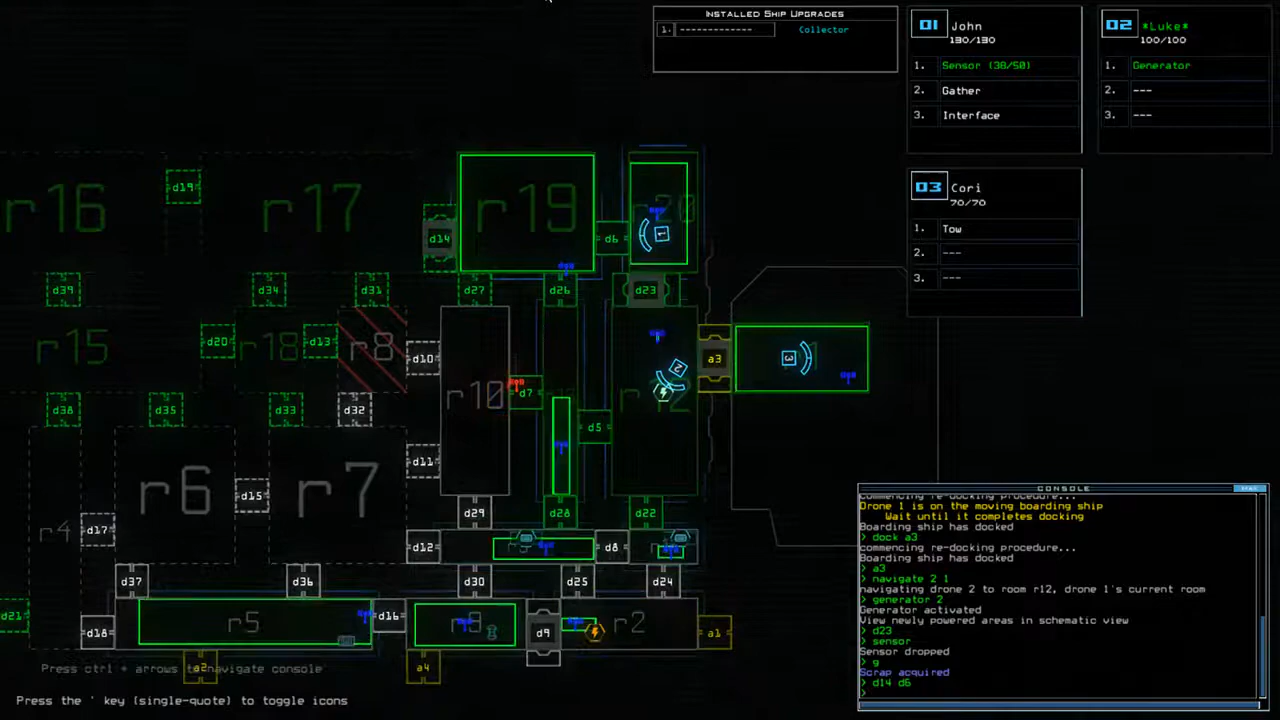 INSTALLED SHIP UPGRADES
1. ------------- Collector
01 John
130/130
1. Sensor (38/50)
2. Gather
3. Interface
02 *Luke*
100/100
1. Generator
2. ---
3. ---
03 Cori
70/70
1. Tow
2. ---
3. ---
r16 d19 r17 d14 r19 d6 r20
d39 d34 d31 d27 d26 d23
r15 d20 r18 d13 r8 d10 r10 d7 r12 a3
d38 d35 d33 d32 d5
r6 r7 d11
r4 d17 d15 d29 d28 d22
d12 d8
d37 d36 d30 d25 d24
d21 d18 r5 d16 d9 r2 a1
a2 a4
Press ctrl + arrows to navigate console
Press the ' key (single-quote) to toggle icons
CONSOLE
Commencing re-docking procedure...
Drone 1 is on the moving boarding ship
Wait until it completes docking
Boarding ship has docked
> dock a3
commencing re-docking procedure...
Boarding ship has docked
> a3
> navigate 2 1
navigating drone 2 to room r12, drone 1's current room
> generator 2
Generator activated
View newly powered areas in schematic view
> d23
> sensor
Sensor dropped
> g
Scrap acquired
> d14 d6
>